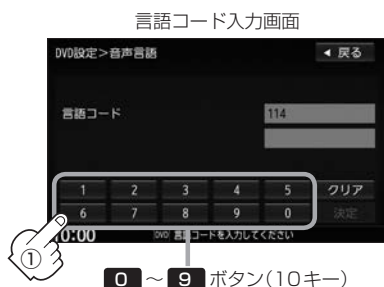 言語コード入力画面
DVD設定>音声言語
◀ 戻る
言語コード
114
1 2 3 4 5 クリア
6 7 8 9 0 決定
0:00 DVD 言語コードを入力してください
①
0 ～ 9 ボタン(10キー)